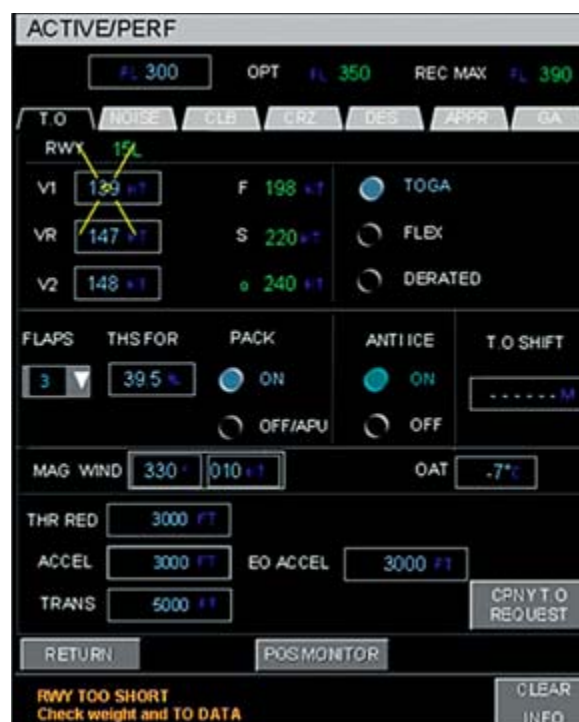 ACTIVE/PERF
FL 300 OPT FL 350 REC MAX FL 390
T.O NOISE CLB CRZ DES APPR GA
RWY 15L
V1 139 KT F 198 KT TOGA
VR 147 KT S 220 KT FLEX
V2 148 KT o 240 KT DERATED
FLAPS THS FOR PACK ANTI ICE T.O SHIFT
3 39.5 % ON ON ------M
OFF/APU OFF
MAG WIND 330 ° 010 KT OAT -7°C
THR RED 3000 FT
ACCEL 3000 FT EO ACCEL 3000 FT
TRANS 5000 FT
CPNY T.O
REQUEST
RETURN POS MONITOR
RWY TOO SHORT
Check weight and TO DATA
CLEAR
INFO